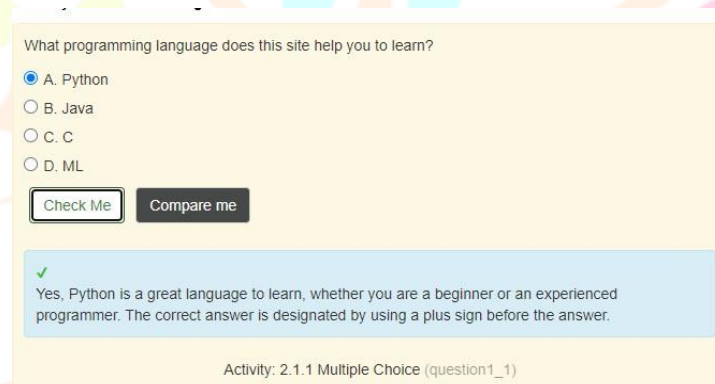 What programming language does this site help you to learn?
A. Python
B. Java
C. C
D. ML
Check Me Compare me
✓
Yes, Python is a great language to learn, whether you are a beginner or an experienced
programmer. The correct answer is designated by using a plus sign before the answer.
Activity: 2.1.1 Multiple Choice (question1_1)